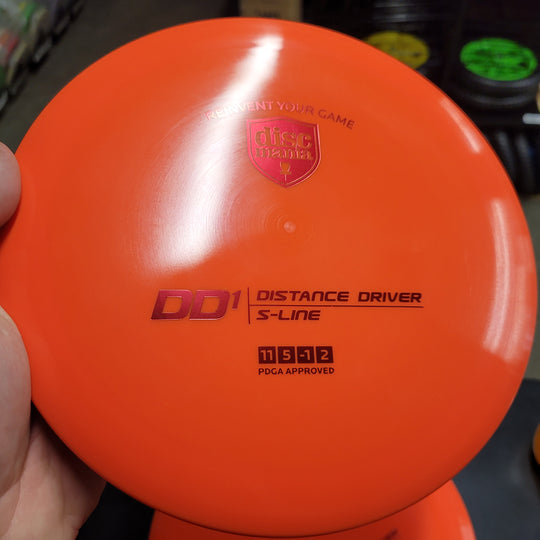 REINVENT YOUR GAME
disc
mania
DD1 DISTANCE DRIVER
S-LINE
11 5 -1 2
PDGA APPROVED